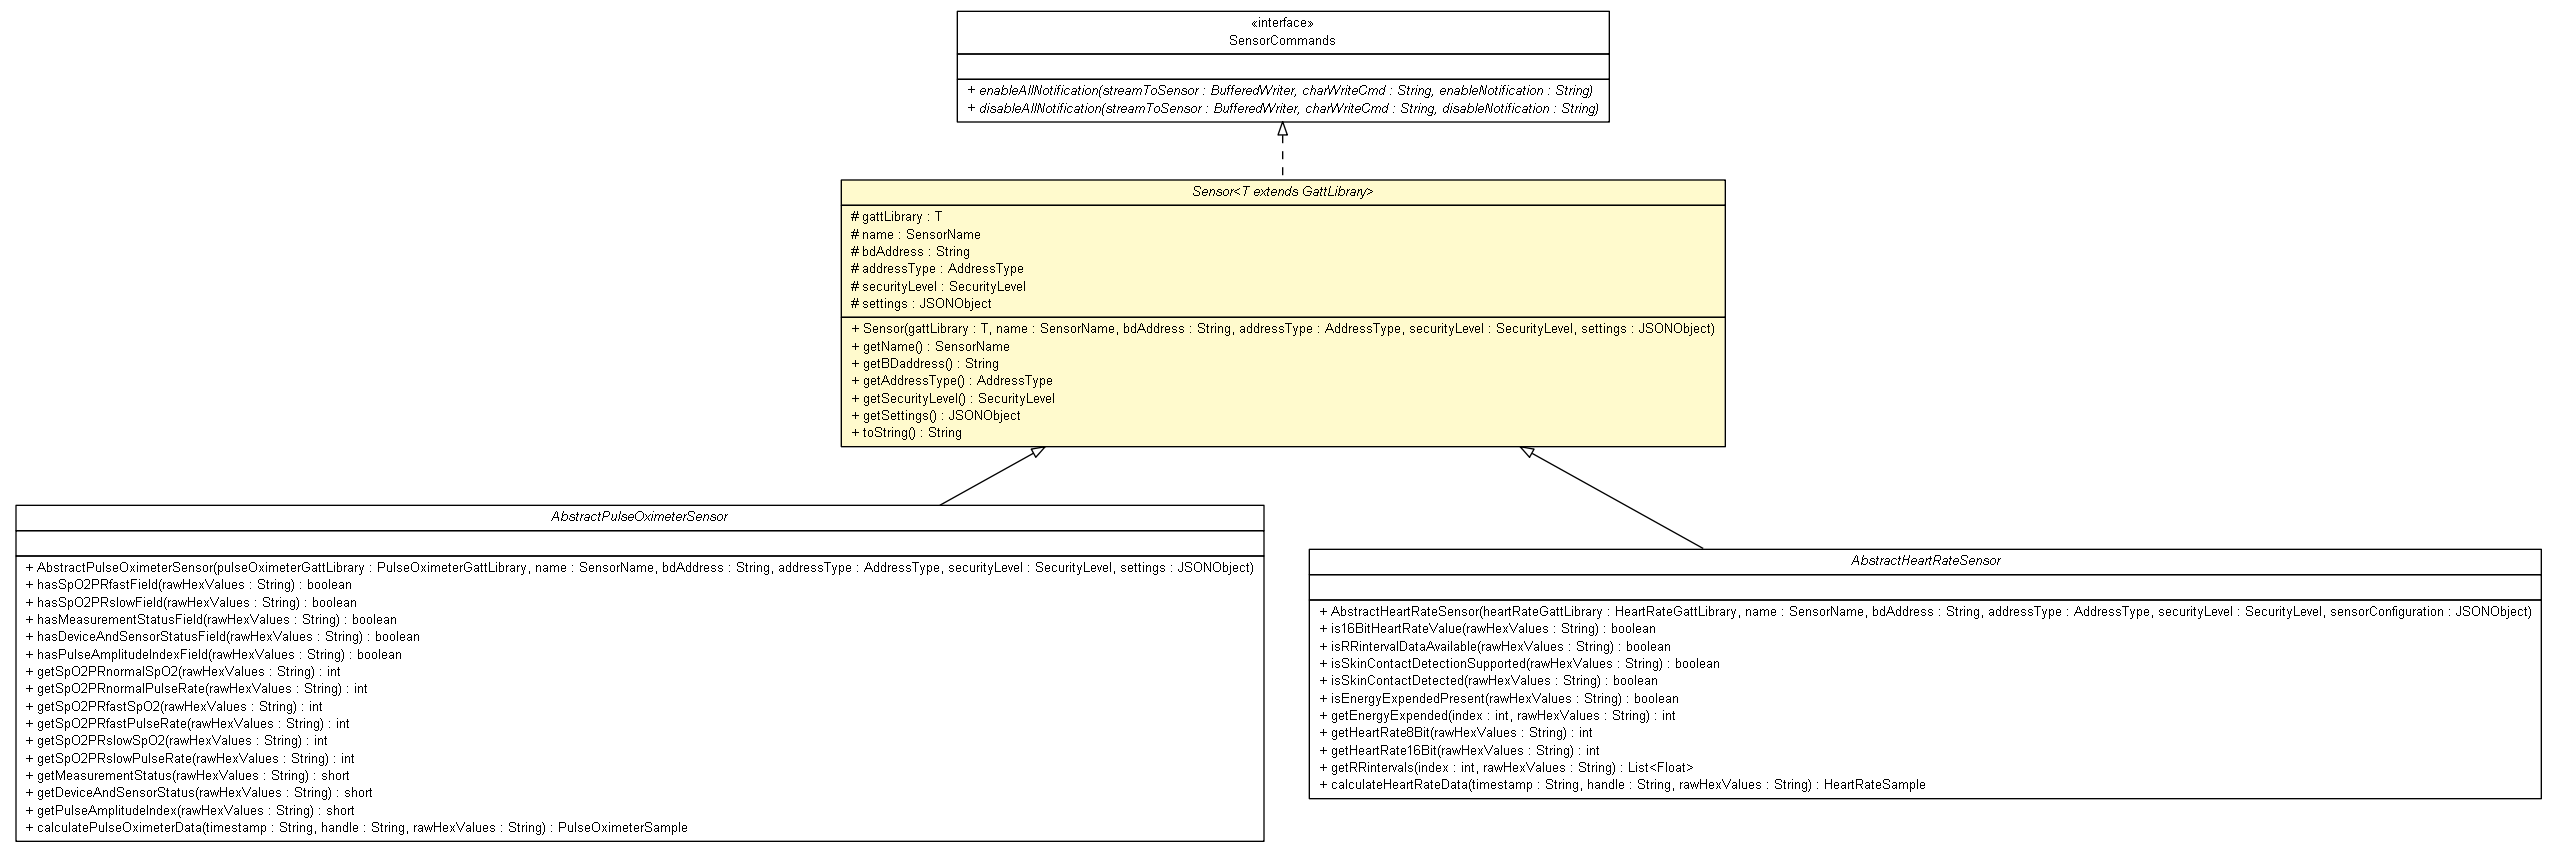 «interface»
SensorCommands
+ enableAllNotification(streamToSensor : BufferedWriter, charWriteCmd : String, enableNotification : String)
+ disableAllNotification(streamToSensor : BufferedWriter, charWriteCmd : String, disableNotification : String)
Sensor<T extends GattLibrary>
# gattLibrary : T
# name : SensorName
# bdAddress : String
# addressType : AddressType
# securityLevel : SecurityLevel
# settings : JSONObject
+ Sensor(gattLibrary : T, name : SensorName, bdAddress : String, addressType : AddressType, securityLevel : SecurityLevel, settings : JSONObject)
+ getName() : SensorName
+ getBDaddress() : String
+ getAddressType() : AddressType
+ getSecurityLevel() : SecurityLevel
+ getSettings() : JSONObject
+ toString() : String
AbstractPulseOximeterSensor
+ AbstractPulseOximeterSensor(pulseOximeterGattLibrary : PulseOximeterGattLibrary, name : SensorName, bdAddress : String, addressType : AddressType, securityLevel : SecurityLevel, settings : JSONObject)
+ hasSpO2PRfastField(rawHexValues : String) : boolean
+ hasSpO2PRslowField(rawHexValues : String) : boolean
+ hasMeasurementStatusField(rawHexValues : String) : boolean
+ hasDeviceAndSensorStatusField(rawHexValues : String) : boolean
+ hasPulseAmplitudeIndexField(rawHexValues : String) : boolean
+ getSpO2PRnormalSpO2(rawHexValues : String) : int
+ getSpO2PRnormalPulseRate(rawHexValues : String) : int
+ getSpO2PRfastSpO2(rawHexValues : String) : int
+ getSpO2PRfastPulseRate(rawHexValues : String) : int
+ getSpO2PRslowSpO2(rawHexValues : String) : int
+ getSpO2PRslowPulseRate(rawHexValues : String) : int
+ getMeasurementStatus(rawHexValues : String) : short
+ getDeviceAndSensorStatus(rawHexValues : String) : short
+ getPulseAmplitudeIndex(rawHexValues : String) : short
+ calculatePulseOximeterData(timestamp : String, handle : String, rawHexValues : String) : PulseOximeterSample
AbstractHeartRateSensor
+ AbstractHeartRateSensor(heartRateGattLibrary : HeartRateGattLibrary, name : SensorName, bdAddress : String, addressType : AddressType, securityLevel : SecurityLevel, sensorConfiguration : JSONObject)
+ is16BitHeartRateValue(rawHexValues : String) : boolean
+ isRRintervalDataAvailable(rawHexValues : String) : boolean
+ isSkinContactDetectionSupported(rawHexValues : String) : boolean
+ isSkinContactDetected(rawHexValues : String) : boolean
+ isEnergyExpendedPresent(rawHexValues : String) : boolean
+ getEnergyExpended(index : int, rawHexValues : String) : int
+ getHeartRate8Bit(rawHexValues : String) : int
+ getHeartRate16Bit(rawHexValues : String) : int
+ getRRintervals(index : int, rawHexValues : String) : List<Float>
+ calculateHeartRateData(timestamp : String, handle : String, rawHexValues : String) : HeartRateSample